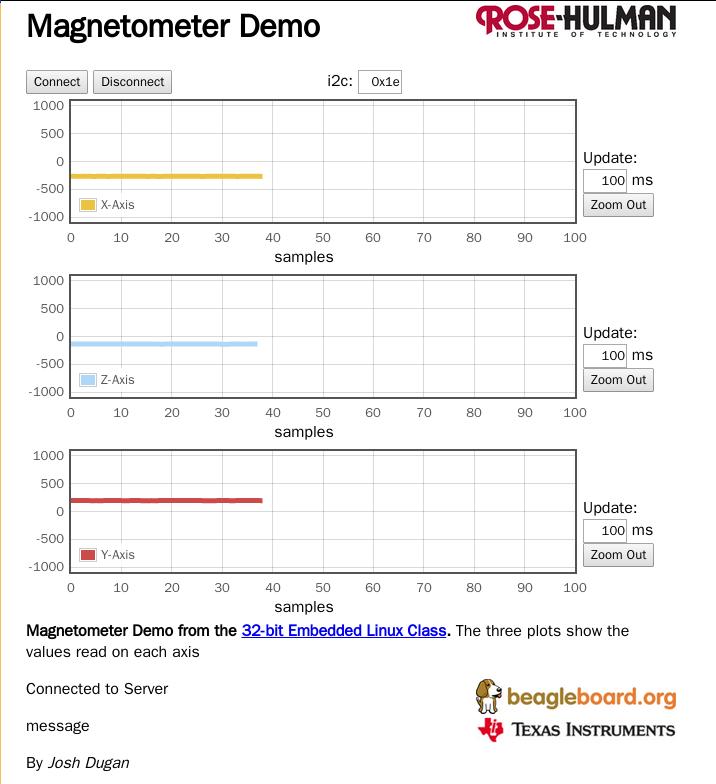 Magnetometer Demo
ROSE-HULMAN
INSTITUTE OF TECHNOLOGY
Connect Disconnect i2c: 0x1e
1000
500
0
-500
-1000
X-Axis
0 10 20 30 40 50 60 70 80 90 100
samples
Update:
100 ms
Zoom Out
1000
500
0
-500
-1000
Z-Axis
0 10 20 30 40 50 60 70 80 90 100
samples
Update:
100 ms
Zoom Out
1000
500
0
-500
-1000
Y-Axis
0 10 20 30 40 50 60 70 80 90 100
samples
Update:
100 ms
Zoom Out
Magnetometer Demo from the 32-bit Embedded Linux Class. The three plots show the
values read on each axis
Connected to Server
message
By Josh Dugan
beagleboard.org
TEXAS INSTRUMENTS